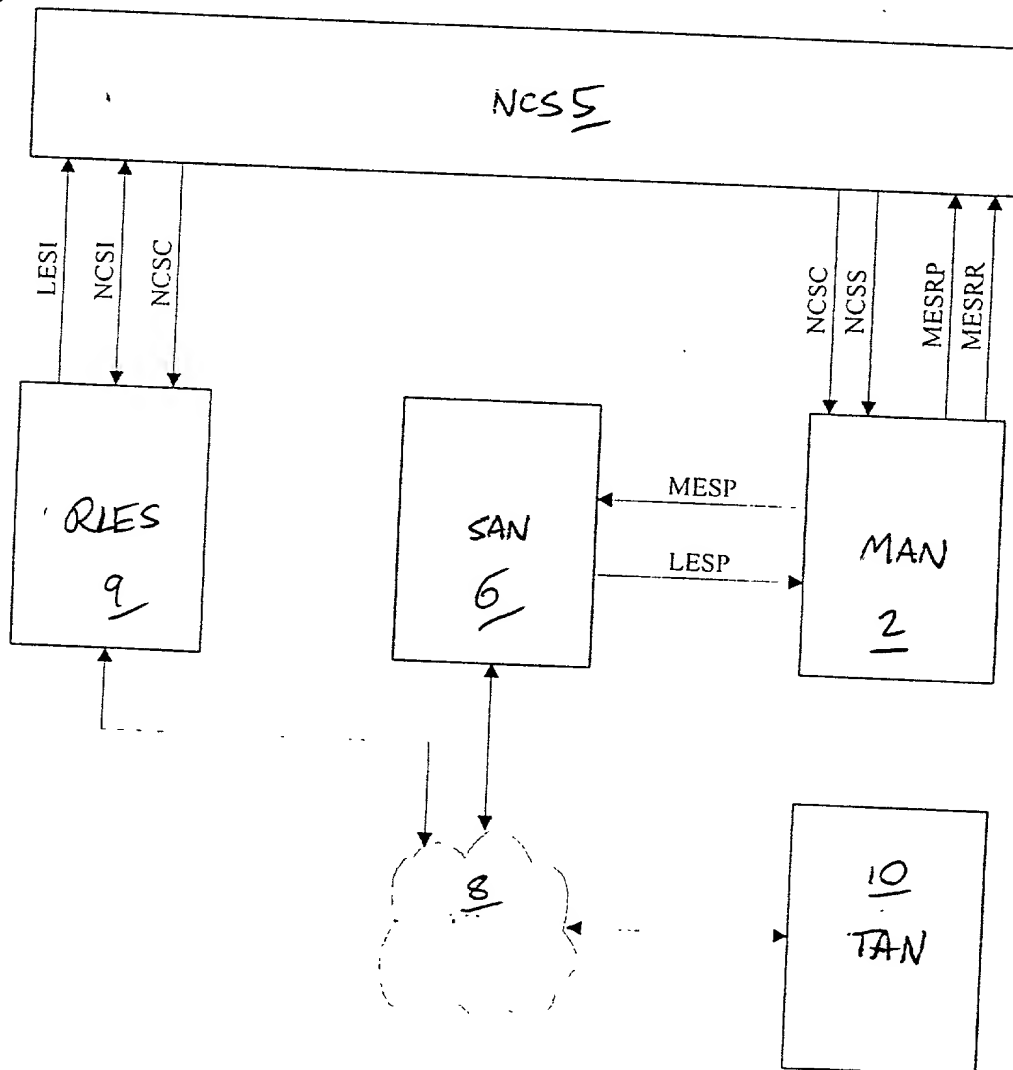 NCS 5
LESI
NCSI
NCSC
NCSC
NCSS
MESRP
MESRR
RLES
9
SAN
6
MESP
LESP
MAN
2
8
10
TAN